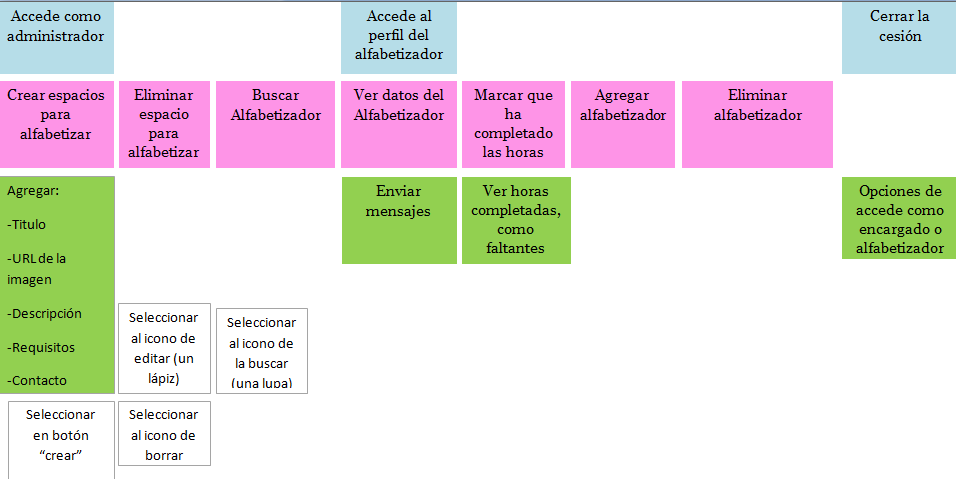 Accede como
administrador
Accede al
perfil del
alfabetizador
Cerrar la
cesión
Crear espacios
para
alfabetizar
Eliminar
espacio
para
alfabetizar
Buscar
Alfabetizador
Ver datos del
Alfabetizador
Marcar que
ha
completado
las horas
Agregar
alfabetizador
Eliminar
alfabetizador
Agregar:
-Titulo
-URL de la
imagen
-Descripción
-Requisitos
-Contacto
Enviar
mensajes
Ver horas
completadas,
como
faltantes
Opciones de
accede como
encargado o
alfabetizador
Seleccionar
al icono de
editar (un
lápiz)
Seleccionar
al icono de
la buscar
(una lupa)
Seleccionar
en botón
“crear”
Seleccionar
al icono de
borrar